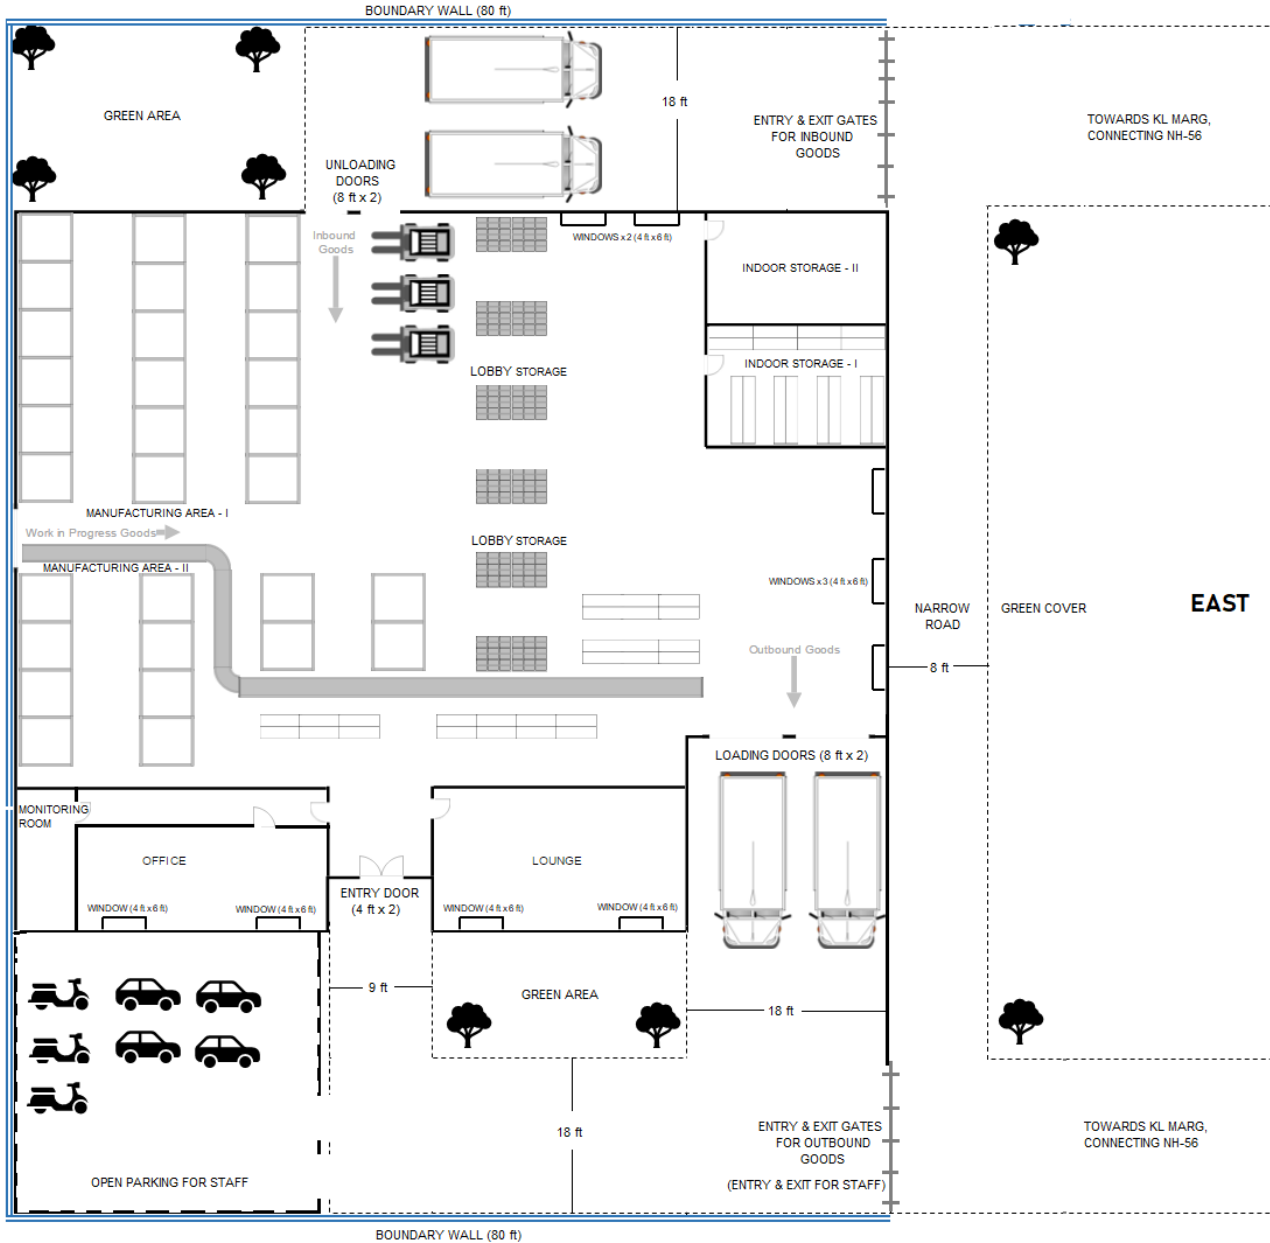 BOUNDARY WALL (80 ft)
GREEN AREA
18 ft
ENTRY & EXIT GATES
FOR INBOUND
GOODS
TOWARDS KL MARG,
CONNECTING NH-56
UNLOADING
DOORS
(8 ft x 2)
Inbound
Goods
WINDOWS x 2 (4 ft x 6 ft)
INDOOR STORAGE - II
LOBBY STORAGE
INDOOR STORAGE - I
MANUFACTURING AREA - I
Work in Progress Goods
LOBBY STORAGE
MANUFACTURING AREA - II
WINDOWS x 3 (4 ft x 6 ft)
NARROW
ROAD
GREEN COVER
EAST
Outbound Goods
8 ft
LOADING DOORS (8 ft x 2)
MONITORING
ROOM
OFFICE
LOUNGE
ENTRY DOOR
(4 ft x 2)
WINDOW (4 ft x 6 ft)
WINDOW (4 ft x 6 ft)
WINDOW (4 ft x 6 ft)
WINDOW (4 ft x 6 ft)
9 ft
GREEN AREA
18 ft
18 ft
ENTRY & EXIT GATES
FOR OUTBOUND
GOODS
(ENTRY & EXIT FOR STAFF)
TOWARDS KL MARG,
CONNECTING NH-56
OPEN PARKING FOR STAFF
BOUNDARY WALL (80 ft)